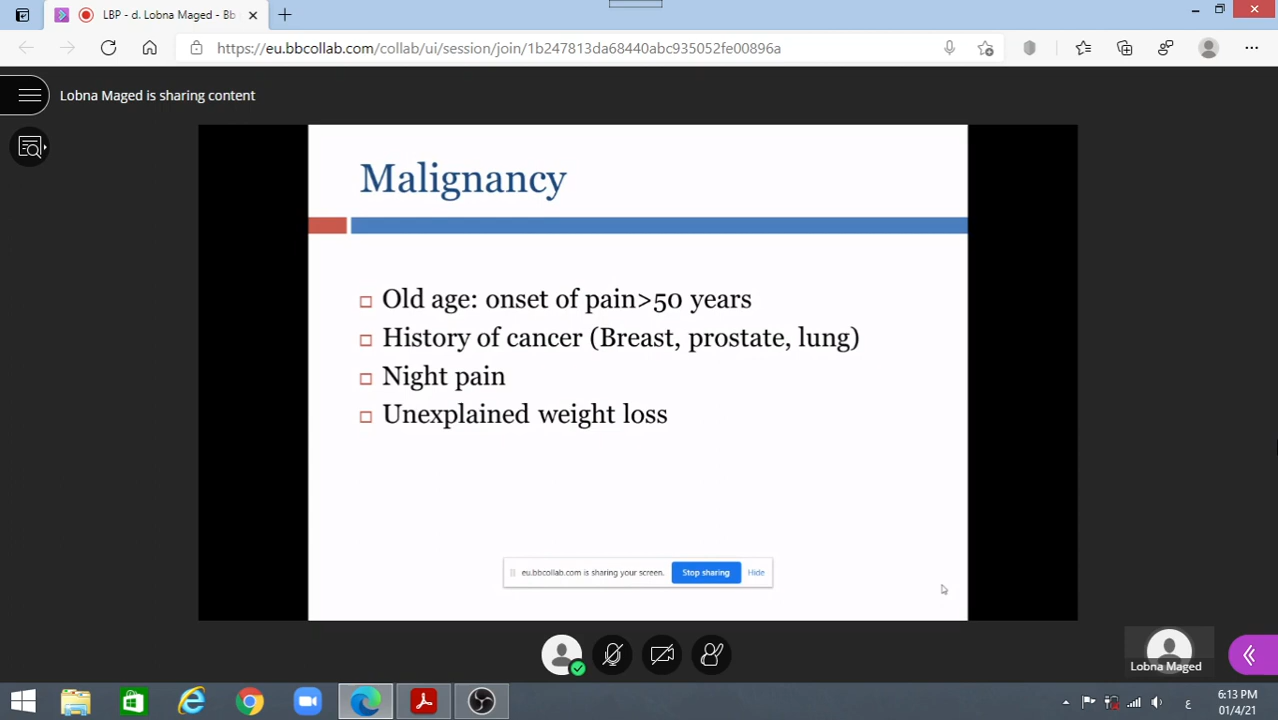 LBP - d. Lobna Maged - Bb
https://eu.bbcollab.com/collab/ui/session/join/1b247813da68440abc935052fe00896a
Lobna Maged is sharing content
Malignancy
Old age: onset of pain>50 years
History of cancer (Breast, prostate, lung)
Night pain
Unexplained weight loss
eu.bbcollab.com is sharing your screen. Stop sharing Hide
Lobna Maged
6:13 PM
ع
01/4/21